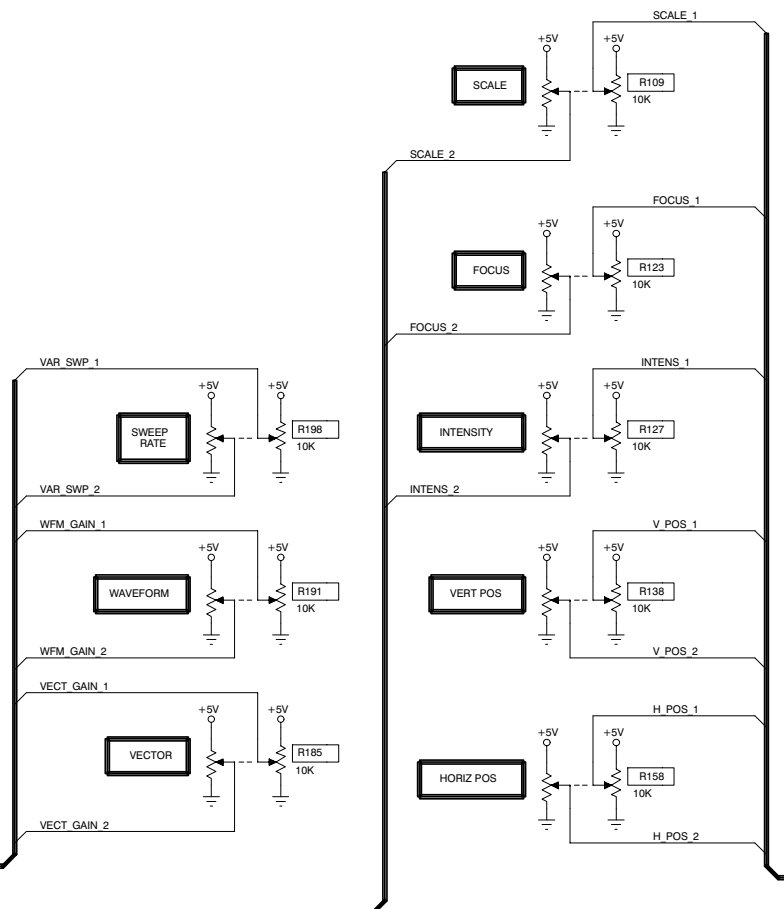 SCALE_1
+5V
+5V
SCALE
R109
10K
SCALE_2
FOCUS_1
+5V
+5V
FOCUS
R123
10K
FOCUS_2
VAR_SWP_1
+5V
+5V
SWEEP
RATE
R198
10K
VAR_SWP_2
INTENS_1
+5V
+5V
INTENSITY
R127
10K
INTENS_2
WFM_GAIN_1
+5V
+5V
WAVEFORM
R191
10K
WFM_GAIN_2
V_POS_1
+5V
+5V
VERT POS
R138
10K
V_POS_2
VECT_GAIN_1
+5V
+5V
VECTOR
R185
10K
VECT_GAIN_2
H_POS_1
+5V
+5V
HORIZ POS
R158
10K
H_POS_2